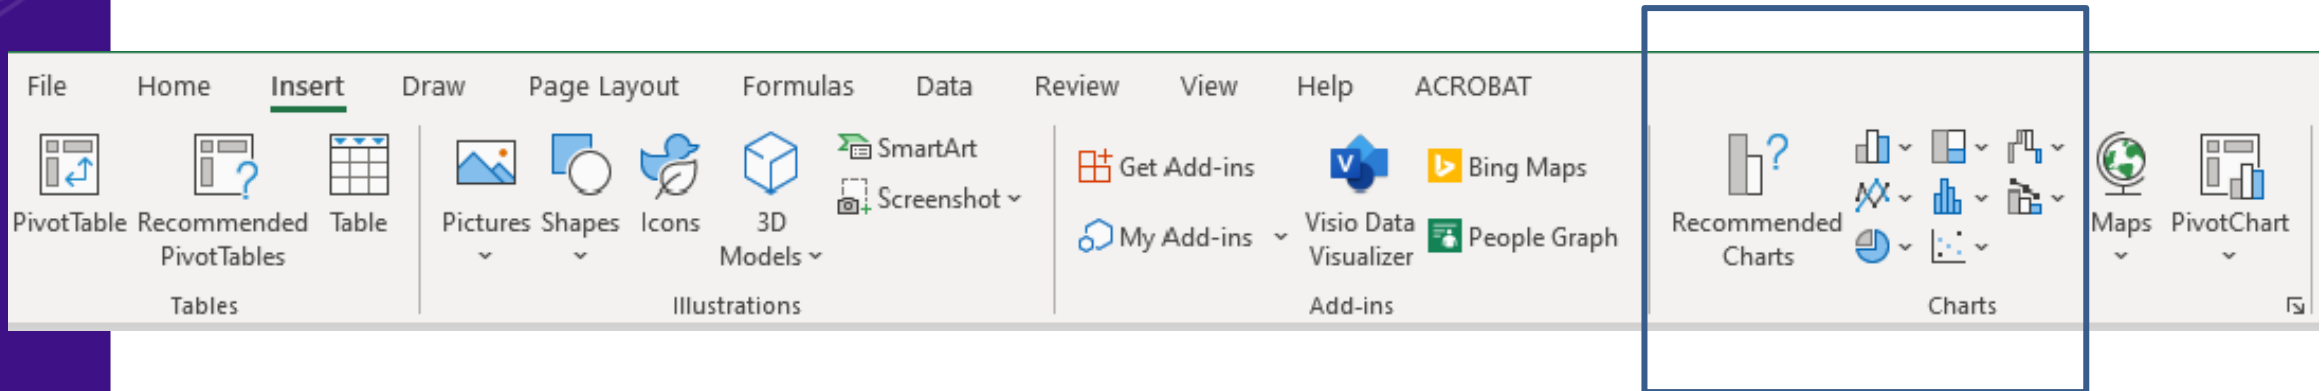 File Home Insert Draw Page Layout Formulas Data Review View Help ACROBAT
PivotTable
Recommended
PivotTables
Table
Tables
Pictures
Shapes
Icons
3D
Models
SmartArt
Screenshot
Illustrations
Get Add-ins
My Add-ins
Visio Data
Visualizer
Bing Maps
People Graph
Add-ins
Recommended
Charts
Maps
PivotChart
Charts